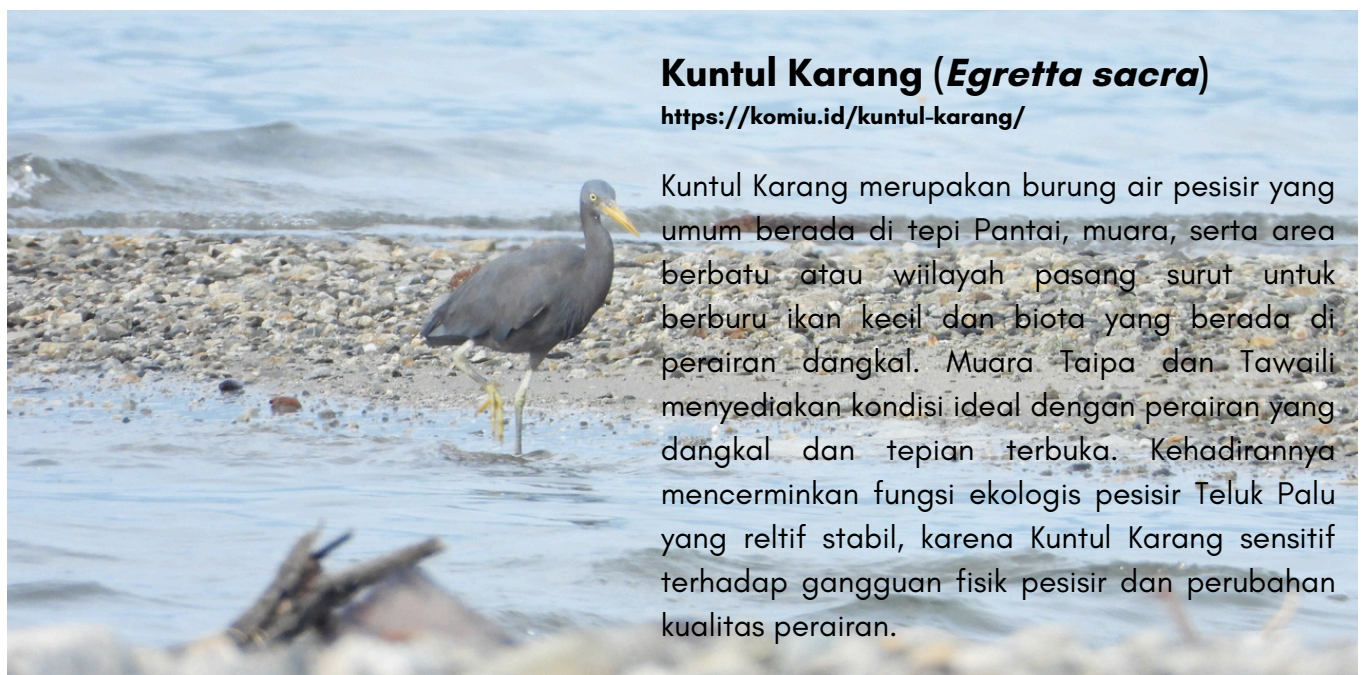 Kuntul Karang (Egretta sacra)
https://komiu.id/kuntul-karang/
Kuntul Karang merupakan burung air pesisir yang
umum berada di tepi Pantai, muara, serta area
berbatu atau wiilayah pasang surut untuk
berburu ikan kecil dan biota yang berada di
perairan dangkal. Muara Taipa dan Tawaili
menyediakan kondisi ideal dengan perairan yang
dangkal dan tepian terbuka. Kehadirannya
mencerminkan fungsi ekologis pesisir Teluk Palu
yang reltif stabil, karena Kuntul Karang sensitif
terhadap gangguan fisik pesisir dan perubahan
kualitas perairan.